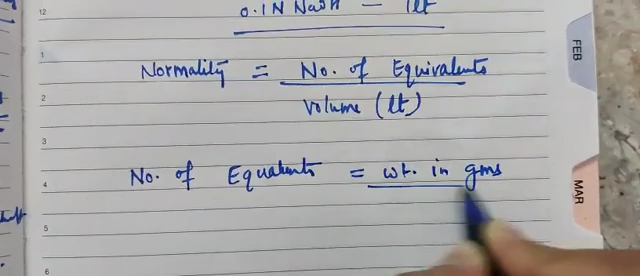 12
0.1N NaOH — 1lt
1
Normality = No. of Equivalents
2
Volume (lt)
3
No. of Equalents = wt. in gms
4
5
6
FEB
MAR